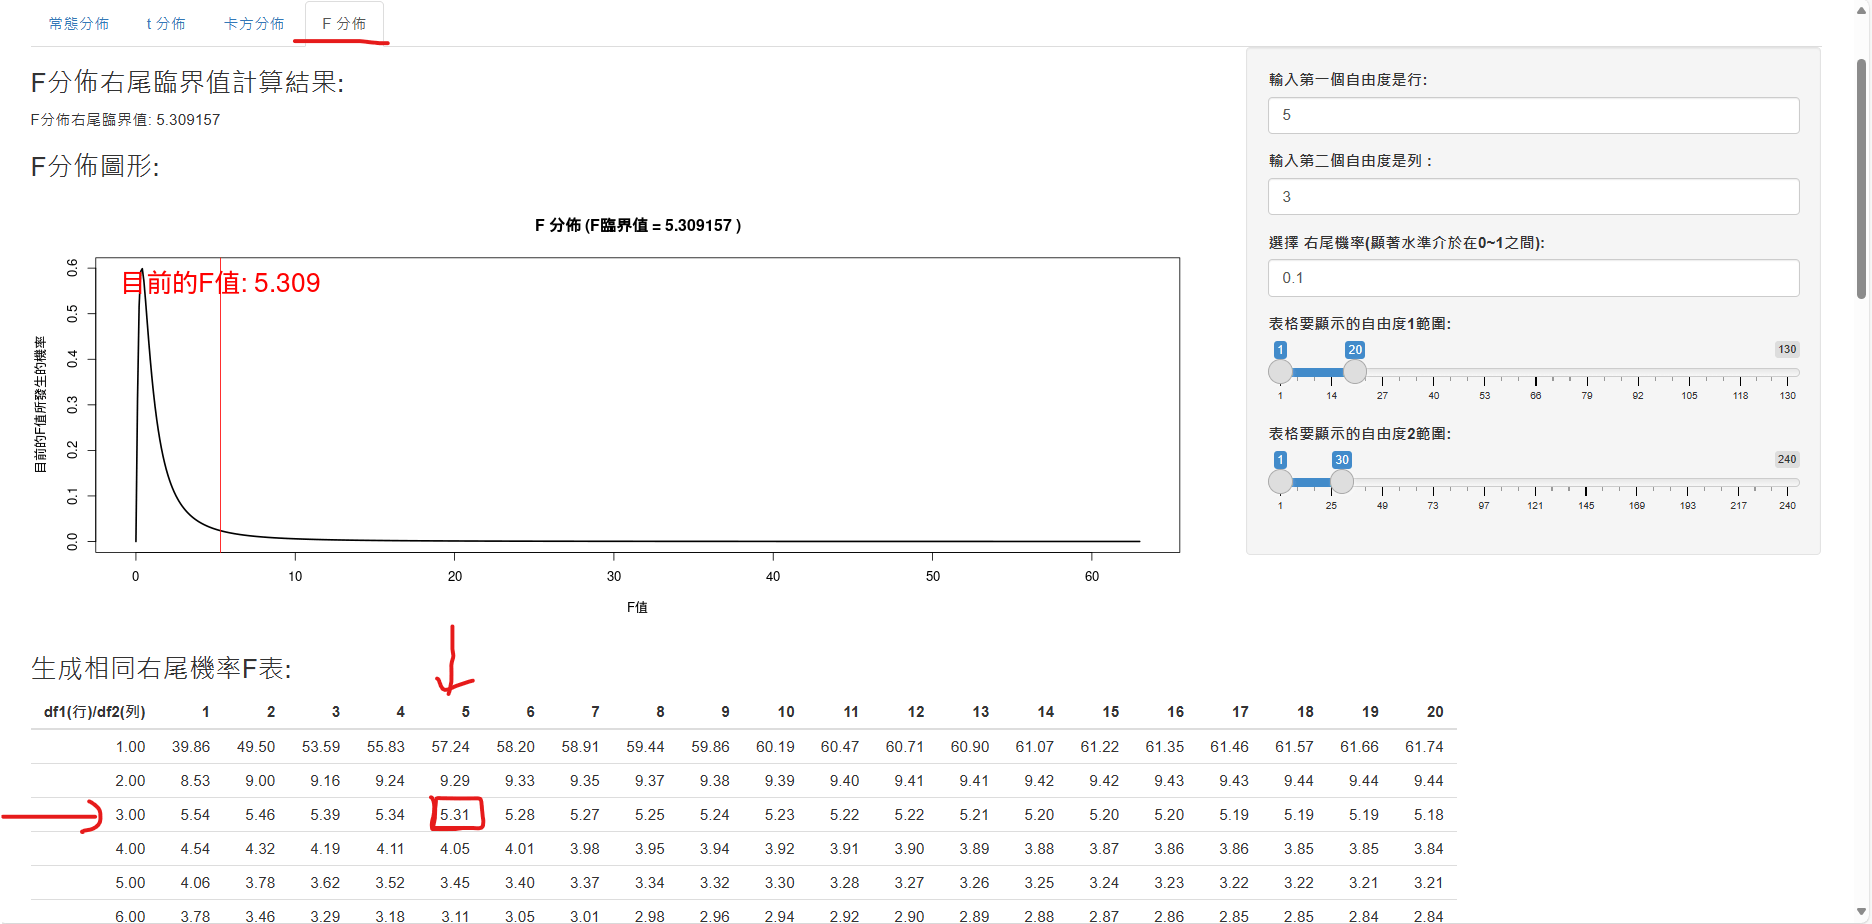 常態分佈 t 分佈 卡方分佈 F 分佈
F分佈右尾臨界值計算結果:
F分佈右尾臨界值: 5.309157
F分佈圖形:
F 分佈 (F臨界值 = 5.309157 )
目前的F值: 5.309
目前的F值所發生的機率
0.6
0.5
0.4
0.3
0.2
0.1
0.0
0 10 20 30 40 50 60
F值
輸入第一個自由度是行:
5
輸入第二個自由度是列 :
3
選擇 右尾機率(顯著水準介於在0~1之間):
0.1
表格要顯示的自由度1範圍:
1 20 130
1 14 27 40 53 66 79 92 105 118 130
表格要顯示的自由度2範圍:
1 30 240
1 25 49 73 97 121 145 169 193 217 240
生成相同右尾機率F表:
df1(行)/df2(列) 1 2 3 4 5 6 7 8 9 10 11 12 13 14 15 16 17 18 19 20
1.00 39.86 49.50 53.59 55.83 57.24 58.20 58.91 59.44 59.86 60.19 60.47 60.71 60.90 61.07 61.22 61.35 61.46 61.57 61.66 61.74
2.00 8.53 9.00 9.16 9.24 9.29 9.33 9.35 9.37 9.38 9.39 9.40 9.41 9.41 9.42 9.42 9.43 9.43 9.44 9.44 9.44
3.00 5.54 5.46 5.39 5.34 5.31 5.28 5.27 5.25 5.24 5.23 5.22 5.22 5.21 5.20 5.20 5.20 5.19 5.19 5.19 5.18
4.00 4.54 4.32 4.19 4.11 4.05 4.01 3.98 3.95 3.94 3.92 3.91 3.90 3.89 3.88 3.87 3.86 3.86 3.85 3.85 3.84
5.00 4.06 3.78 3.62 3.52 3.45 3.40 3.37 3.34 3.32 3.30 3.28 3.27 3.26 3.25 3.24 3.23 3.22 3.22 3.21 3.21
6.00 3.78 3.46 3.29 3.18 3.11 3.05 3.01 2.98 2.96 2.94 2.92 2.90 2.89 2.88 2.87 2.86 2.85 2.85 2.84 2.84